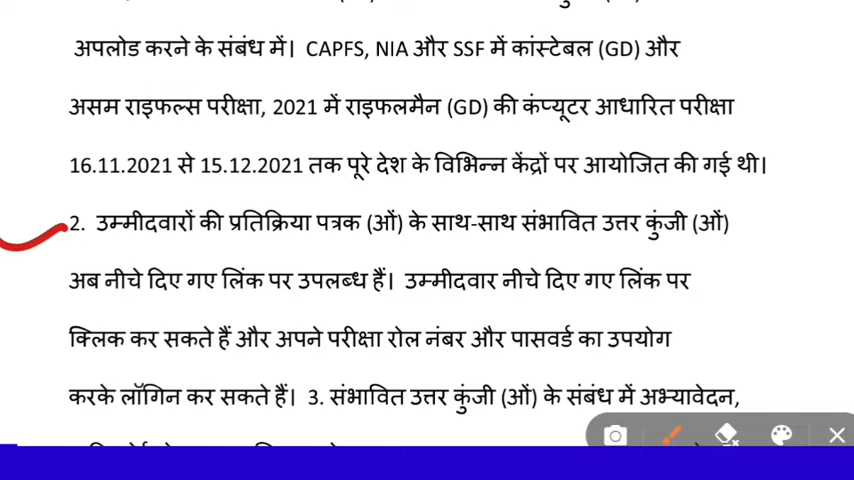 अपलोड करने के संबंध में। CAPFS, NIA और SSF में कांस्टेबल (GD) और
असम राइफल्स परीक्षा, 2021 में राइफलमैन (GD) की कंप्यूटर आधारित परीक्षा
16.11.2021 से 15.12.2021 तक पूरे देश के विभिन्न केंद्रों पर आयोजित की गई थी।
2. उम्मीदवारों की प्रतिक्रिया पत्रक (ओं) के साथ-साथ संभावित उत्तर कुंजी (ओं)
अब नीचे दिए गए लिंक पर उपलब्ध हैं। उम्मीदवार नीचे दिए गए लिंक पर
क्लिक कर सकते हैं और अपने परीक्षा रोल नंबर और पासवर्ड का उपयोग
करके लॉगिन कर सकते हैं। 3. संभावित उत्तर कुंजी (ओं) के संबंध में अभ्यावेदन,